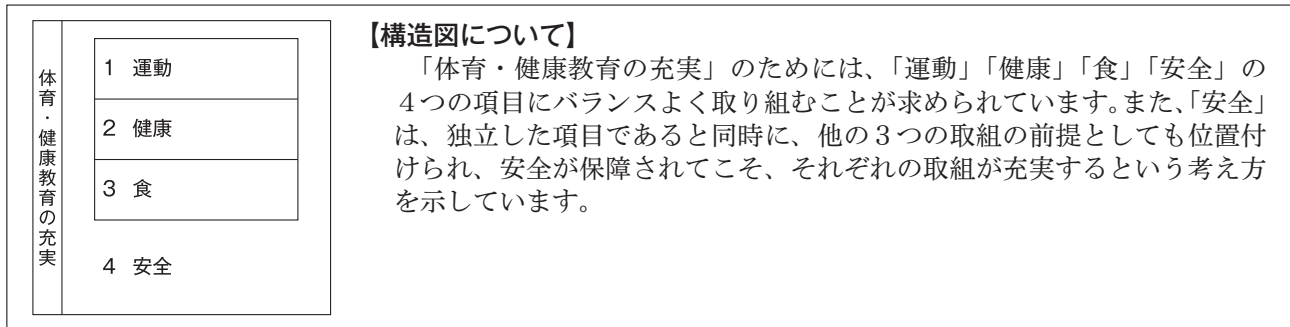 体育・健康教育の充実
1 運動
2 健康
3 食
4 安全
【構造図について】
「体育・健康教育の充実」のためには、「運動」「健康」「食」「安全」の
４つの項目にバランスよく取り組むことが求められています。また、「安全」
は、独立した項目であると同時に、他の３つの取組の前提としても位置付
けられ、安全が保障されてこそ、それぞれの取組が充実するという考え方
を示しています。